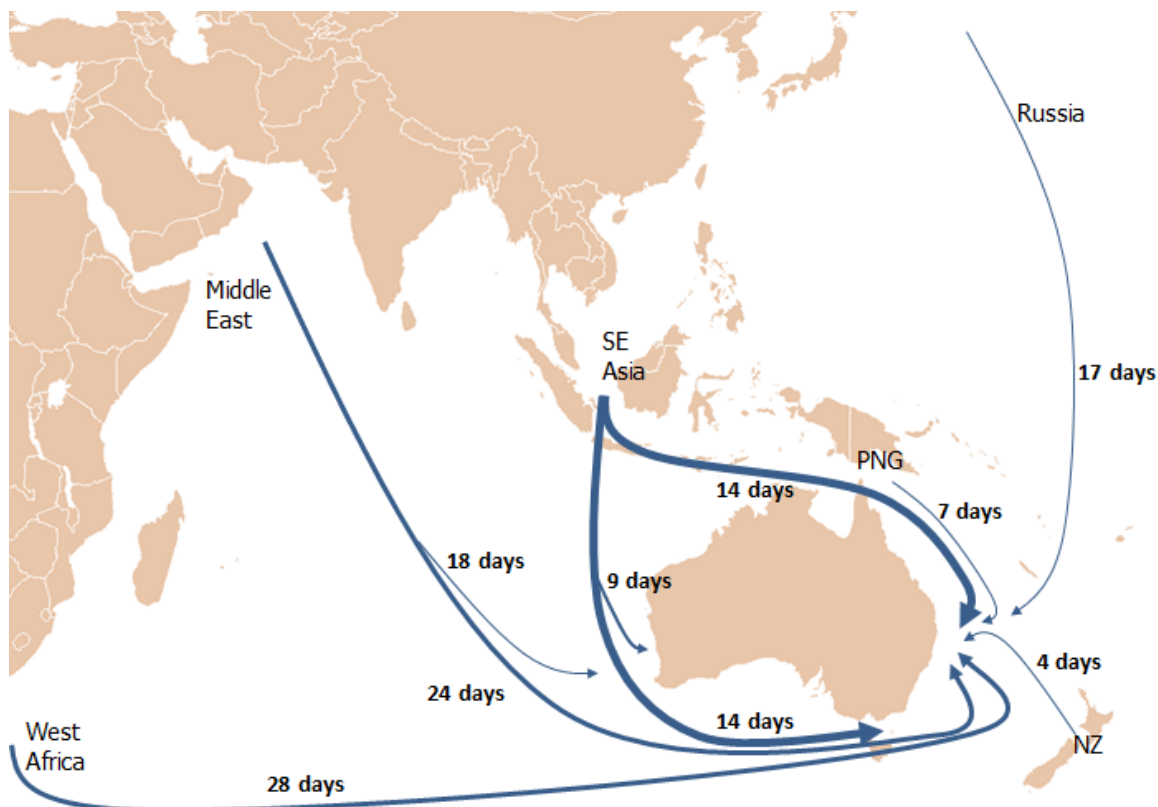 Russia
Middle
East
SE
Asia
17 days
PNG
14 days
7 days
18 days
9 days
4 days
24 days
14 days
West
Africa
NZ
28 days